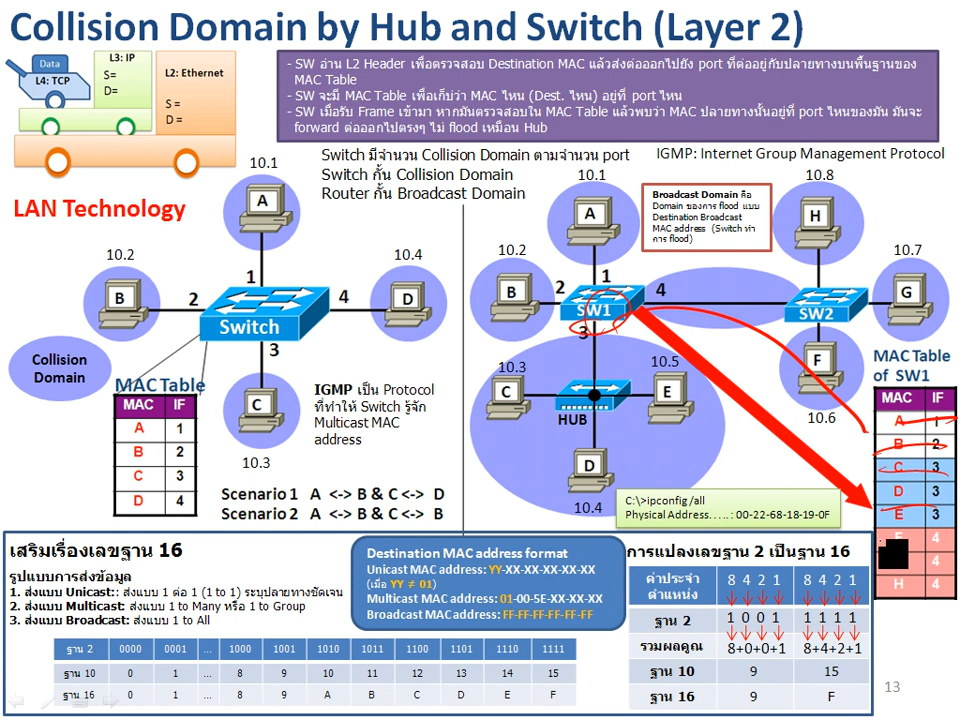 Collision Domain by Hub and Switch (Layer 2)
Data
L4: TCP
L3: IP
S=
D=
L2: Ethernet
S =
D =
- SW อ่าน L2 Header เพื่อตรวจสอบ Destination MAC แล้วส่งต่อออกไปยัง port ที่ต่ออยู่กับปลายทางบนพื้นฐานของ
MAC Table
- SW จะมี MAC Table เพื่อเก็บว่า MAC ไหน (Dest. ไหน) อยู่ที่ port ไหน
- SW เมื่อรับ Frame เข้ามา หากมันตรวจสอบใน MAC Table แล้วพบว่า MAC ปลายทางนั้นอยู่ที่ port ไหนของมัน มันจะ
forward ต่อออกไปตรงๆ ไม่ flood เหมือน Hub
LAN Technology
Switch มีจำนวน Collision Domain ตามจำนวน port
Switch กั้น Collision Domain
Router กั้น Broadcast Domain
IGMP: Internet Group Management Protocol
10.1
A
10.2
B
10.4
D
1
2
4
3
Switch
C
10.3
Collision
Domain
MAC Table
MAC IF
A 1
B 2
C 3
D 4
IGMP เป็น Protocol
ที่ทำให้ Switch รู้จัก
Multicast MAC
address
Scenario 1 A <-> B & C <-> D
Scenario 2 A <-> B & C <-> B
10.1
A
Broadcast Domain คือ
Domain ของการ flood แบบ
Destination Broadcast
MAC address (Switch ทำ
การ flood)
10.8
H
10.2
B
10.7
G
1
2
4
3
SW1
SW2
F
10.6
10.3
C
10.5
E
HUB
D
10.4
MAC Table
of SW1
MAC IF
A 1
B 2
C 3
D 3
E 3
F 4
4
H 4
C:\>ipconfig /all
Physical Address. . . . . : 00-22-68-18-19-0F
เสริมเรื่องเลขฐาน 16
รูปแบบการส่งข้อมูล
1. ส่งแบบ Unicast:: ส่งแบบ 1 ต่อ 1 (1 to 1) ระบุปลายทางชัดเจน
2. ส่งแบบ Multicast: ส่งแบบ 1 to Many หรือ 1 to Group
3. ส่งแบบ Broadcast: ส่งแบบ 1 to All
Destination MAC address format
Unicast MAC address: YY-XX-XX-XX-XX-XX
(เมื่อ YY ≠ 01)
Multicast MAC address: 01-00-5E-XX-XX-XX
Broadcast MAC address: FF-FF-FF-FF-FF-FF
ฐาน 2 0000 0001 ... 1000 1001 1010 1011 1100 1101 1110 1111
ฐาน 10 0 1 ... 8 9 10 11 12 13 14 15
ฐาน 16 0 1 ... 8 9 A B C D E F
การแปลงเลขฐาน 2 เป็นฐาน 16
ค่าประจำ
ตำแหน่ง 8 4 2 1 8 4 2 1
ฐาน 2 1 0 0 1 1 1 1 1
รวมผลคูณ 8+0+0+1 8+4+2+1
ฐาน 10 9 15
ฐาน 16 9 F
13